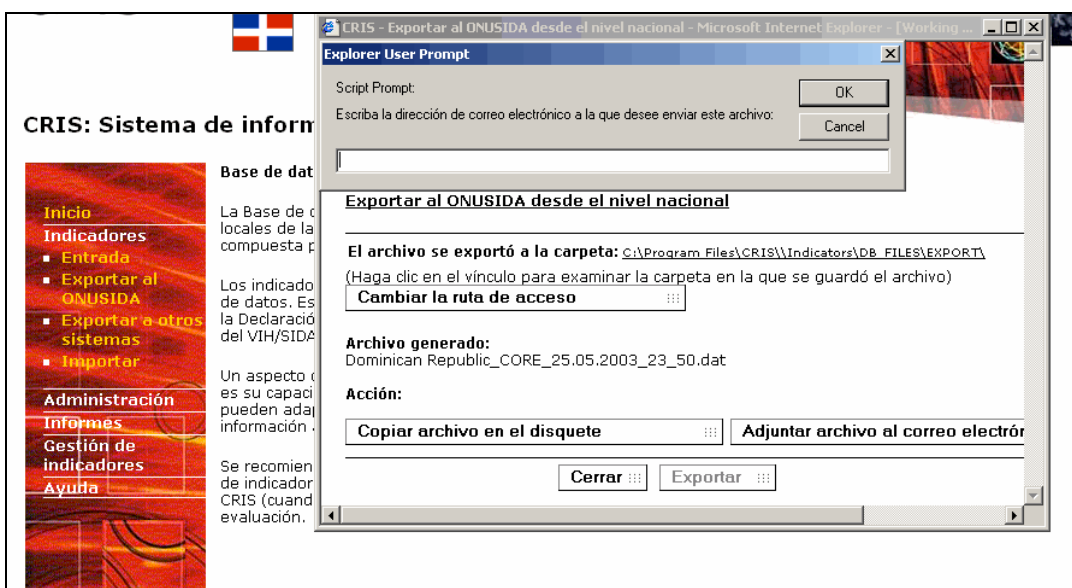 CRIS - Exportar al ONUSIDA desde el nivel nacional - Microsoft Internet Explorer - [Working ...
Explorer User Prompt
Script Prompt:
OK
Escriba la dirección de correo electrónico a la que desee enviar este archivo:
Cancel
CRIS: Sistema de inform
Inicio
Indicadores
Entrada
Exportar al
ONUSIDA
Exportar a otros
sistemas
Importar
Administración
Informes
Gestión de
indicadores
Ayuda
Base de dat
La Base de
locales de la
compuesta p
Los indicado
de datos. Es
la Declaració
del VIH/SIDA
Un aspecto
es su capaci
pueden ada
información
Se recomien
de indicador
CRIS (cuand
evaluación.
Exportar al ONUSIDA desde el nivel nacional
El archivo se exportó a la carpeta: C:\Program Files\CRIS\\Indicators\DB_FILES\EXPORT\
(Haga clic en el vínculo para examinar la carpeta en la que se guardó el archivo)
Cambiar la ruta de acceso
Archivo generado:
Dominican Republic_CORE_25.05.2003_23_50.dat
Acción:
Copiar archivo en el disquete
Adjuntar archivo al correo electrór
Cerrar
Exportar